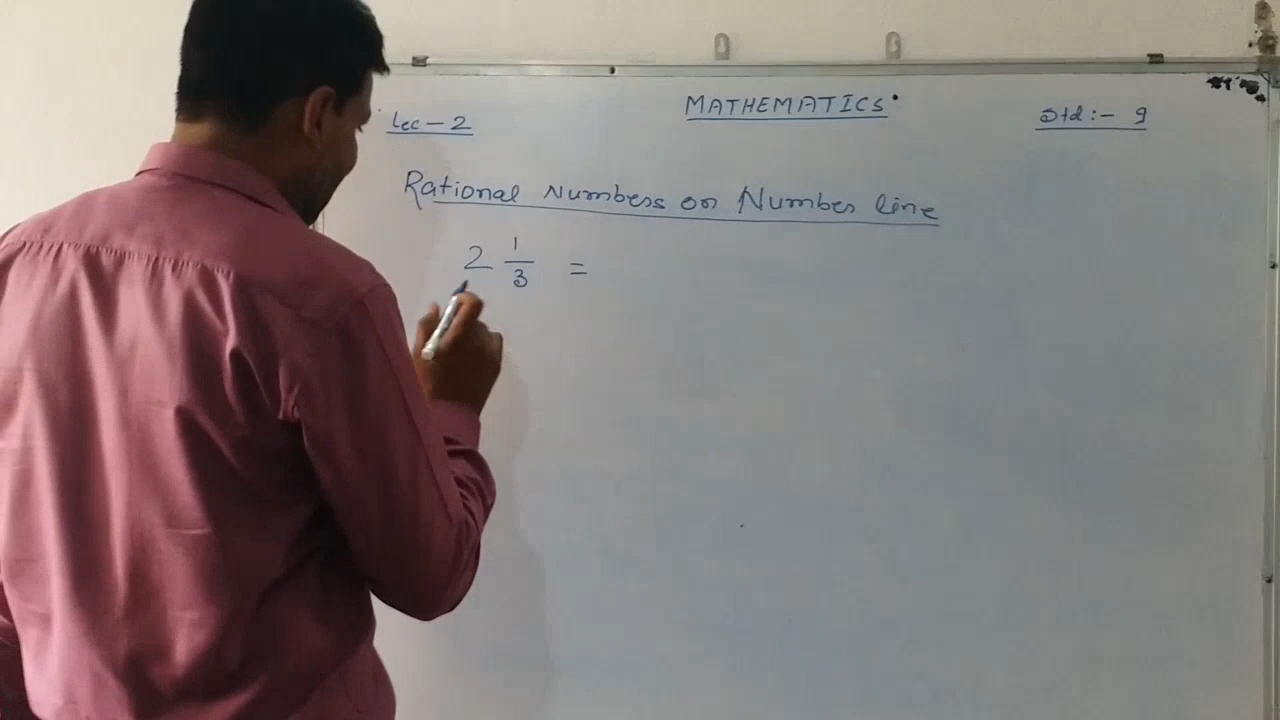 Lec - 2
MATHEMATICS
Std :- 9
Rational Numbers on Number line
2 1/3 =